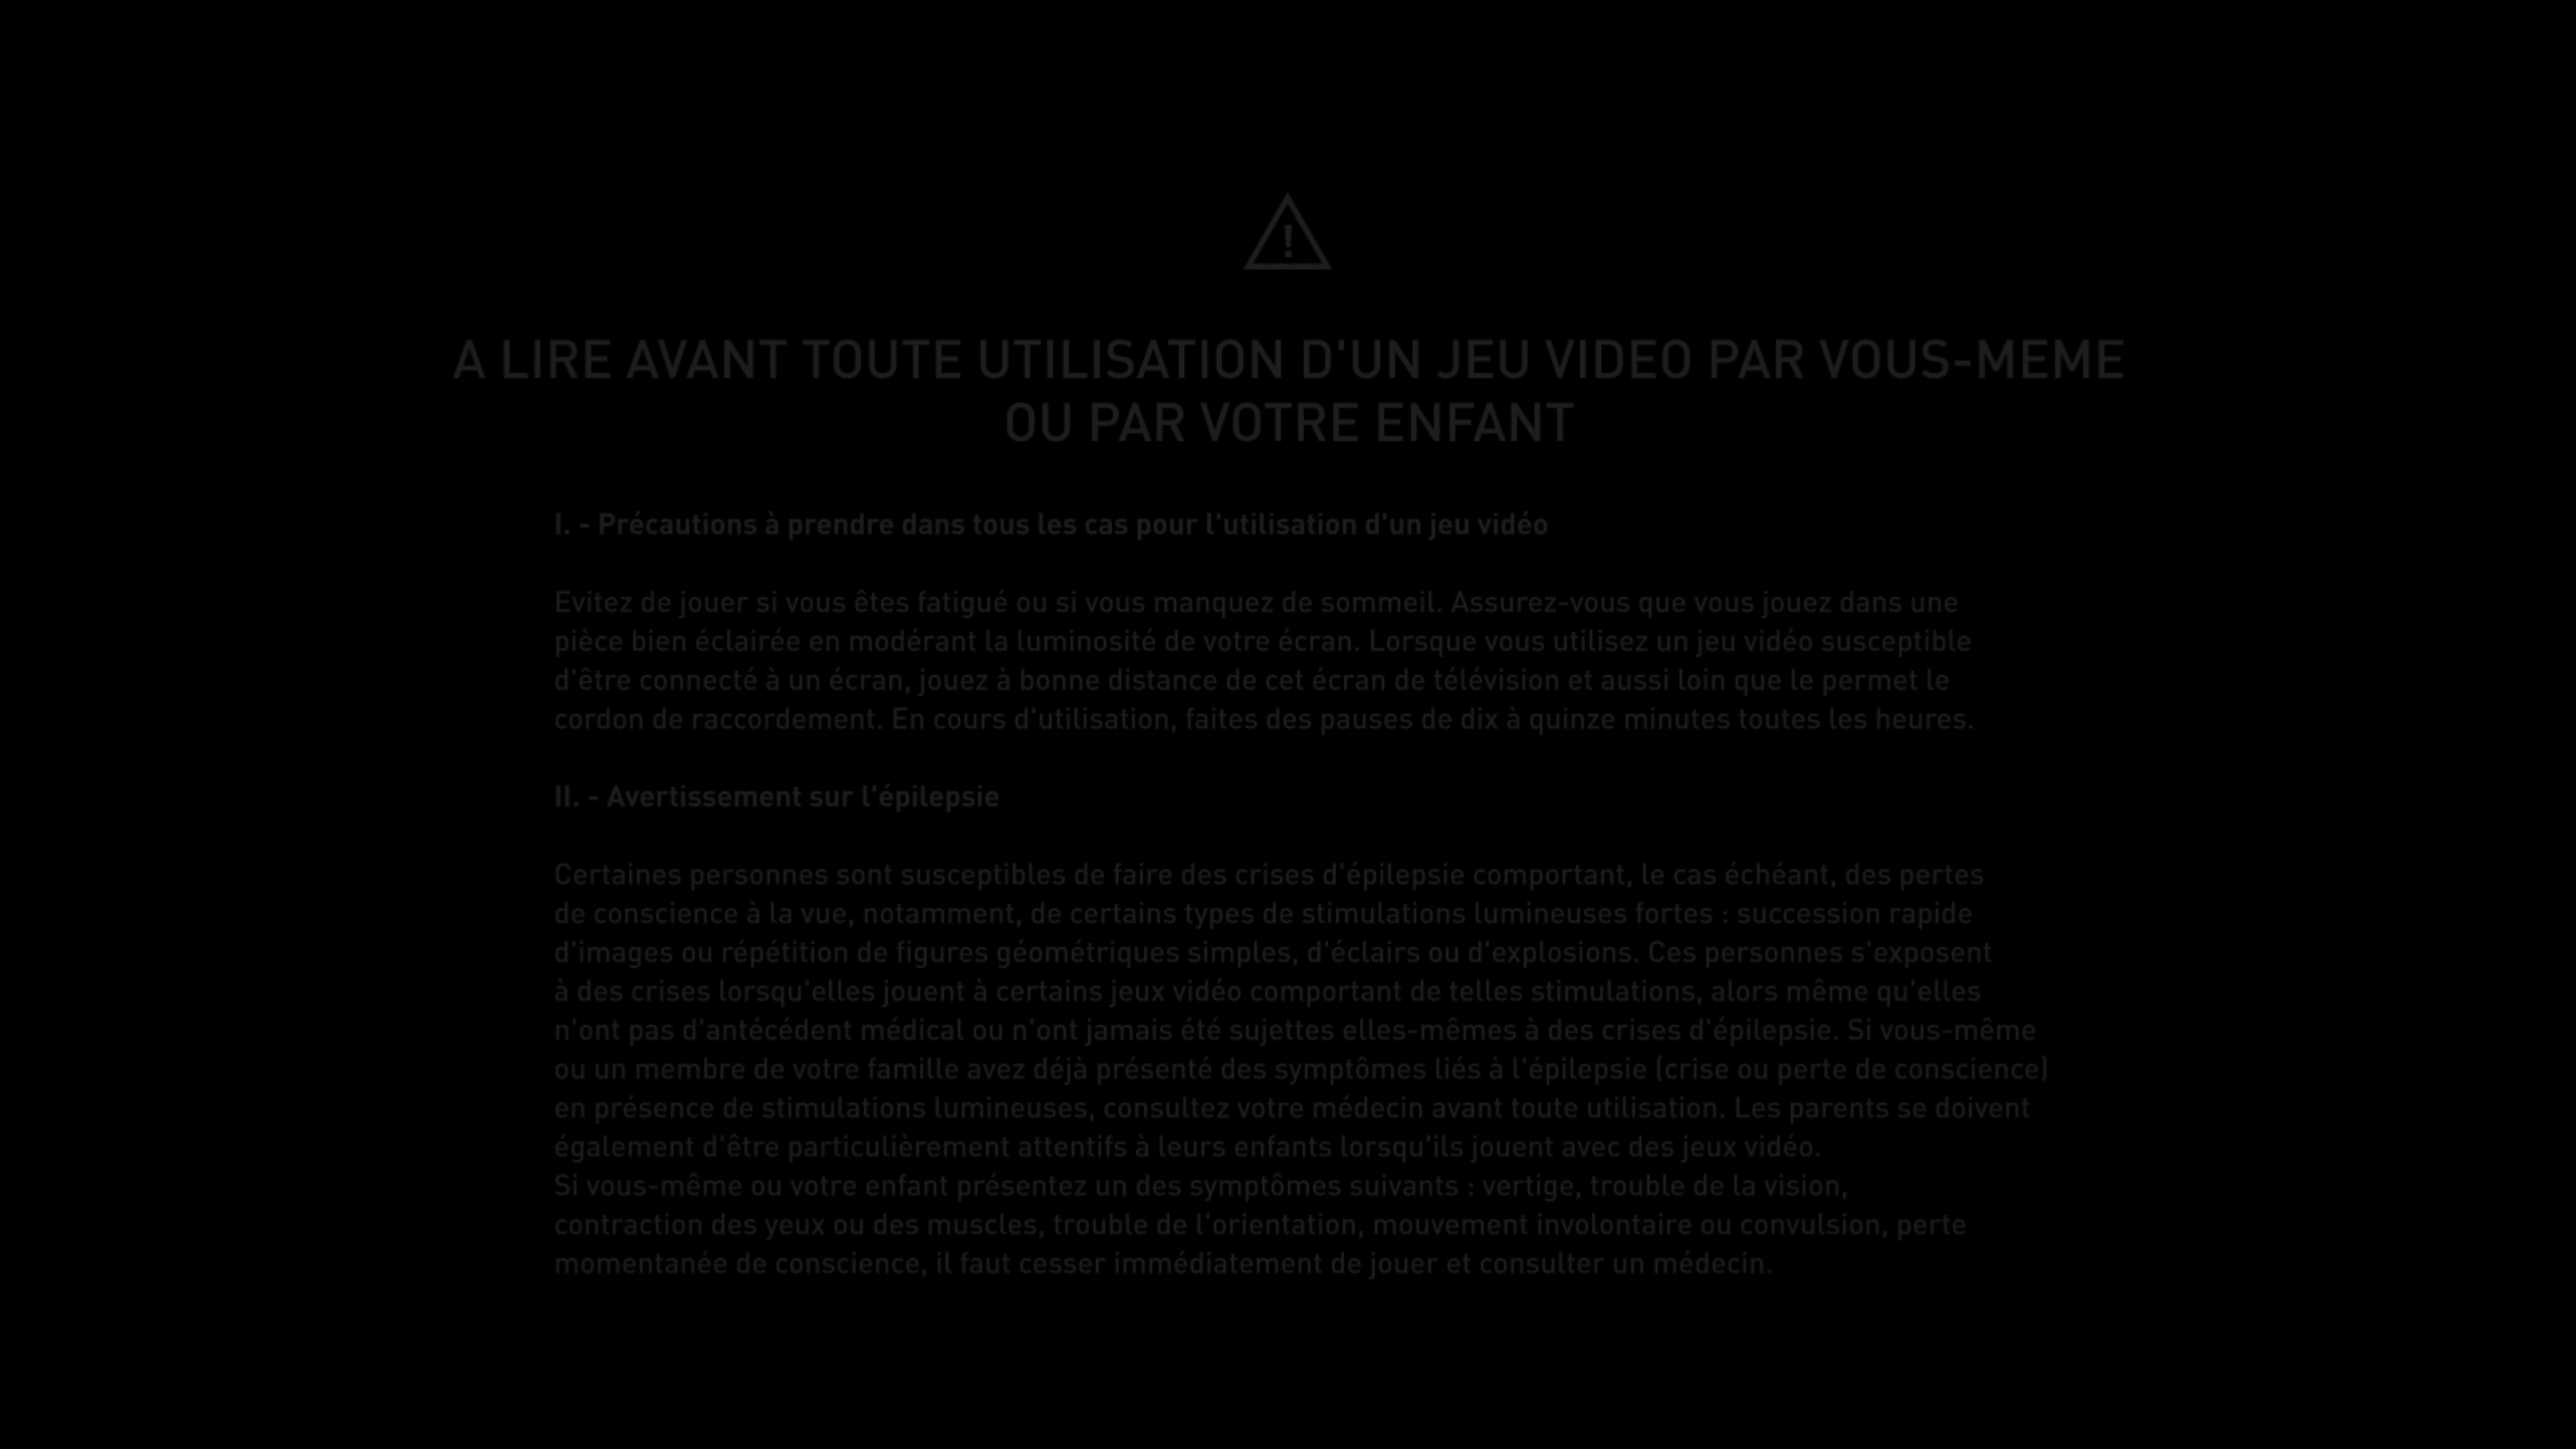 !
A LIRE AVANT TOUTE UTILISATION D'UN JEU VIDEO PAR VOUS-MEME
OU PAR VOTRE ENFANT
I. - Précautions à prendre dans tous les cas pour l'utilisation d'un jeu vidéo
Evitez de jouer si vous êtes fatigué ou si vous manquez de sommeil. Assurez-vous que vous jouez dans une
pièce bien éclairée en modérant la luminosité de votre écran. Lorsque vous utilisez un jeu vidéo susceptible
d'être connecté à un écran, jouez à bonne distance de cet écran de télévision et aussi loin que le permet le
cordon de raccordement. En cours d'utilisation, faites des pauses de dix à quinze minutes toutes les heures.
II. - Avertissement sur l'épilepsie
Certaines personnes sont susceptibles de faire des crises d'épilepsie comportant, le cas échéant, des pertes
de conscience à la vue, notamment, de certains types de stimulations lumineuses fortes : succession rapide
d'images ou répétition de figures géométriques simples, d'éclairs ou d'explosions. Ces personnes s'exposent
à des crises lorsqu'elles jouent à certains jeux vidéo comportant de telles stimulations, alors même qu'elles
n'ont pas d'antécédent médical ou n'ont jamais été sujettes elles-mêmes à des crises d'épilepsie. Si vous-même
ou un membre de votre famille avez déjà présenté des symptômes liés à l'épilepsie (crise ou perte de conscience)
en présence de stimulations lumineuses, consultez votre médecin avant toute utilisation. Les parents se doivent
également d'être particulièrement attentifs à leurs enfants lorsqu'ils jouent avec des jeux vidéo.
Si vous-même ou votre enfant présentez un des symptômes suivants : vertige, trouble de la vision,
contraction des yeux ou des muscles, trouble de l'orientation, mouvement involontaire ou convulsion, perte
momentanée de conscience, il faut cesser immédiatement de jouer et consulter un médecin.